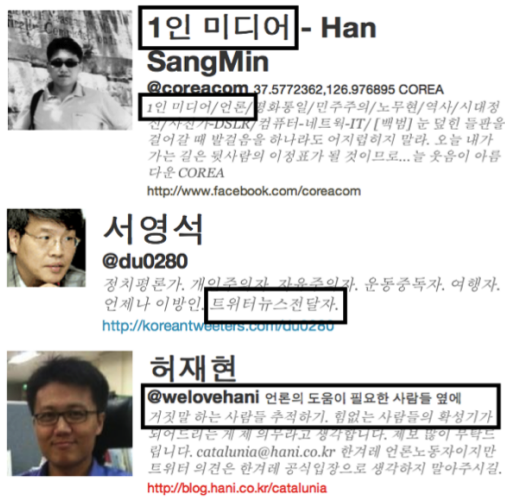 1인 미디어 - Han
SangMin
@coreacom 37.5772362,126.976895 COREA
1인 미디어/언론/평화통일/민주주의/노무현/역사/시대정
신/사진가-DSLR/컴퓨터-네트웍-IT/ [백범] 눈 덮힌 들판을
걸어갈 때 발걸음을 하나라도 어지럽히지 말라. 오늘 내가
가는 길은 뒷사람의 이정표가 될 것이므로...늘 웃음이 아름
다운 COREA
http://www.facebook.com/coreacom
서영석
@du0280
정치평론가. 개인주의자. 자유주의자. 운동중독자. 여행자.
언제나 이방인. 트위터뉴스전달자.
http://koreantweeters.com/du0280
허재현
@welovehani 언론의 도움이 필요한 사람들 옆에
거짓말 하는 사람들 추적하기. 힘없는 사람들의 확성기가
되어드리는 게 제 의무라고 생각합니다. 제보 많이 부탁드
립니다. catalunia@hani.co.kr 한겨레 언론노동자이지만
트위터 의견은 한겨레 공식입장으로 생각하지 말아주시길.
http://blog.hani.co.kr/catalunia